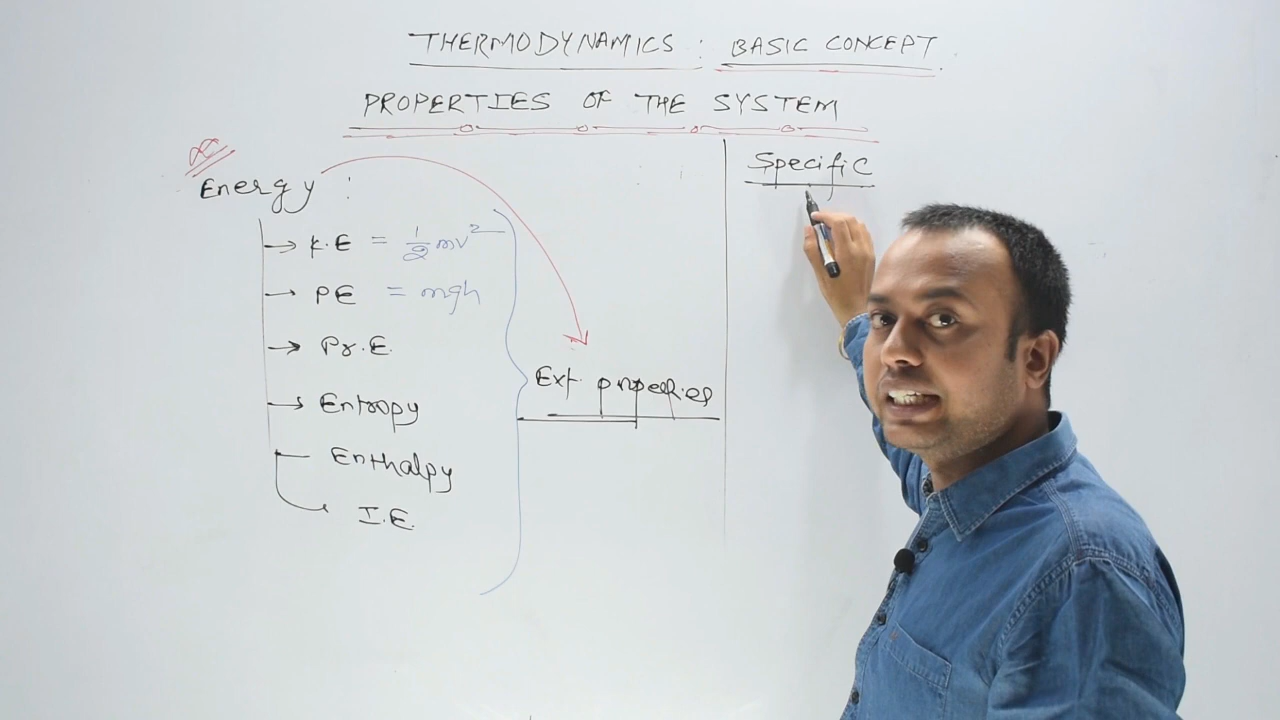 THERMODYNAMICS : BASIC CONCEPT.
PROPERTIES OF THE SYSTEM
Energy :
→ K.E = 1/2 mv²
→ PE = mgh
→ Pr.E.
→ Entropy
Enthalpy
I.E.
Ext. properties
Specific